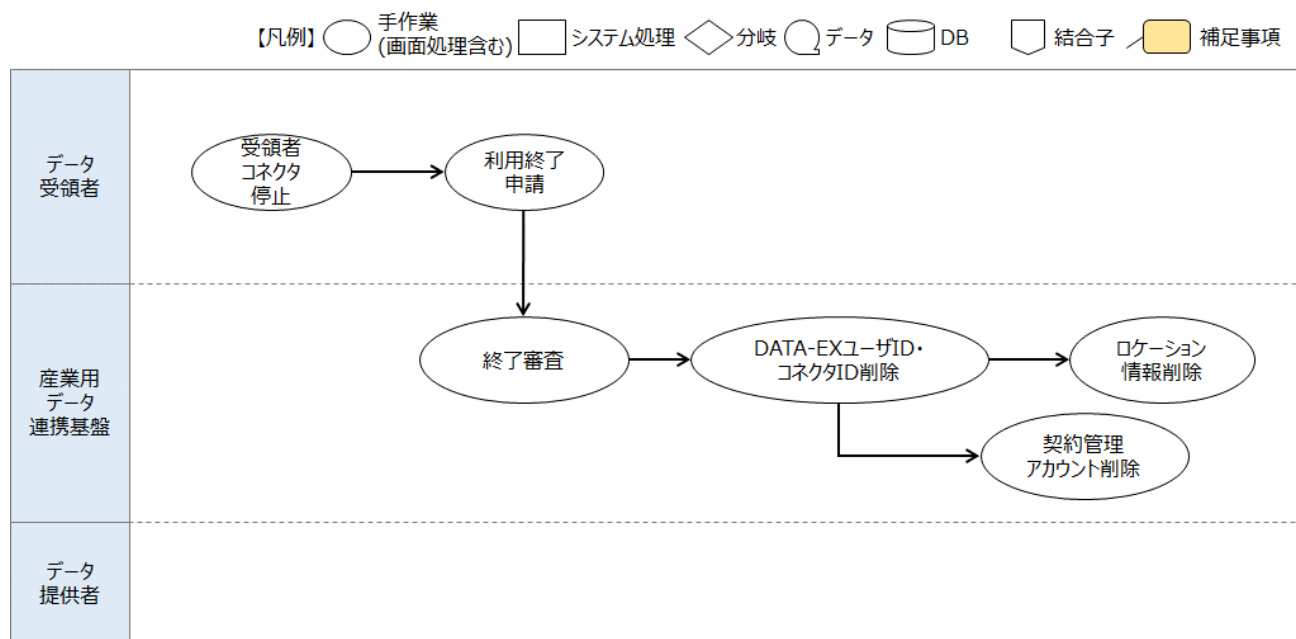 【凡例】
手作業
(画面処理含む)
システム処理
分岐
データ
DB
結合子
補足事項
データ
受領者
受領者
コネクタ
停止
利用終了
申請
産業用
データ
連携基盤
終了審査
DATA-EXユーザID・
コネクタID削除
ロケーション
情報削除
契約管理
アカウント削除
データ
提供者